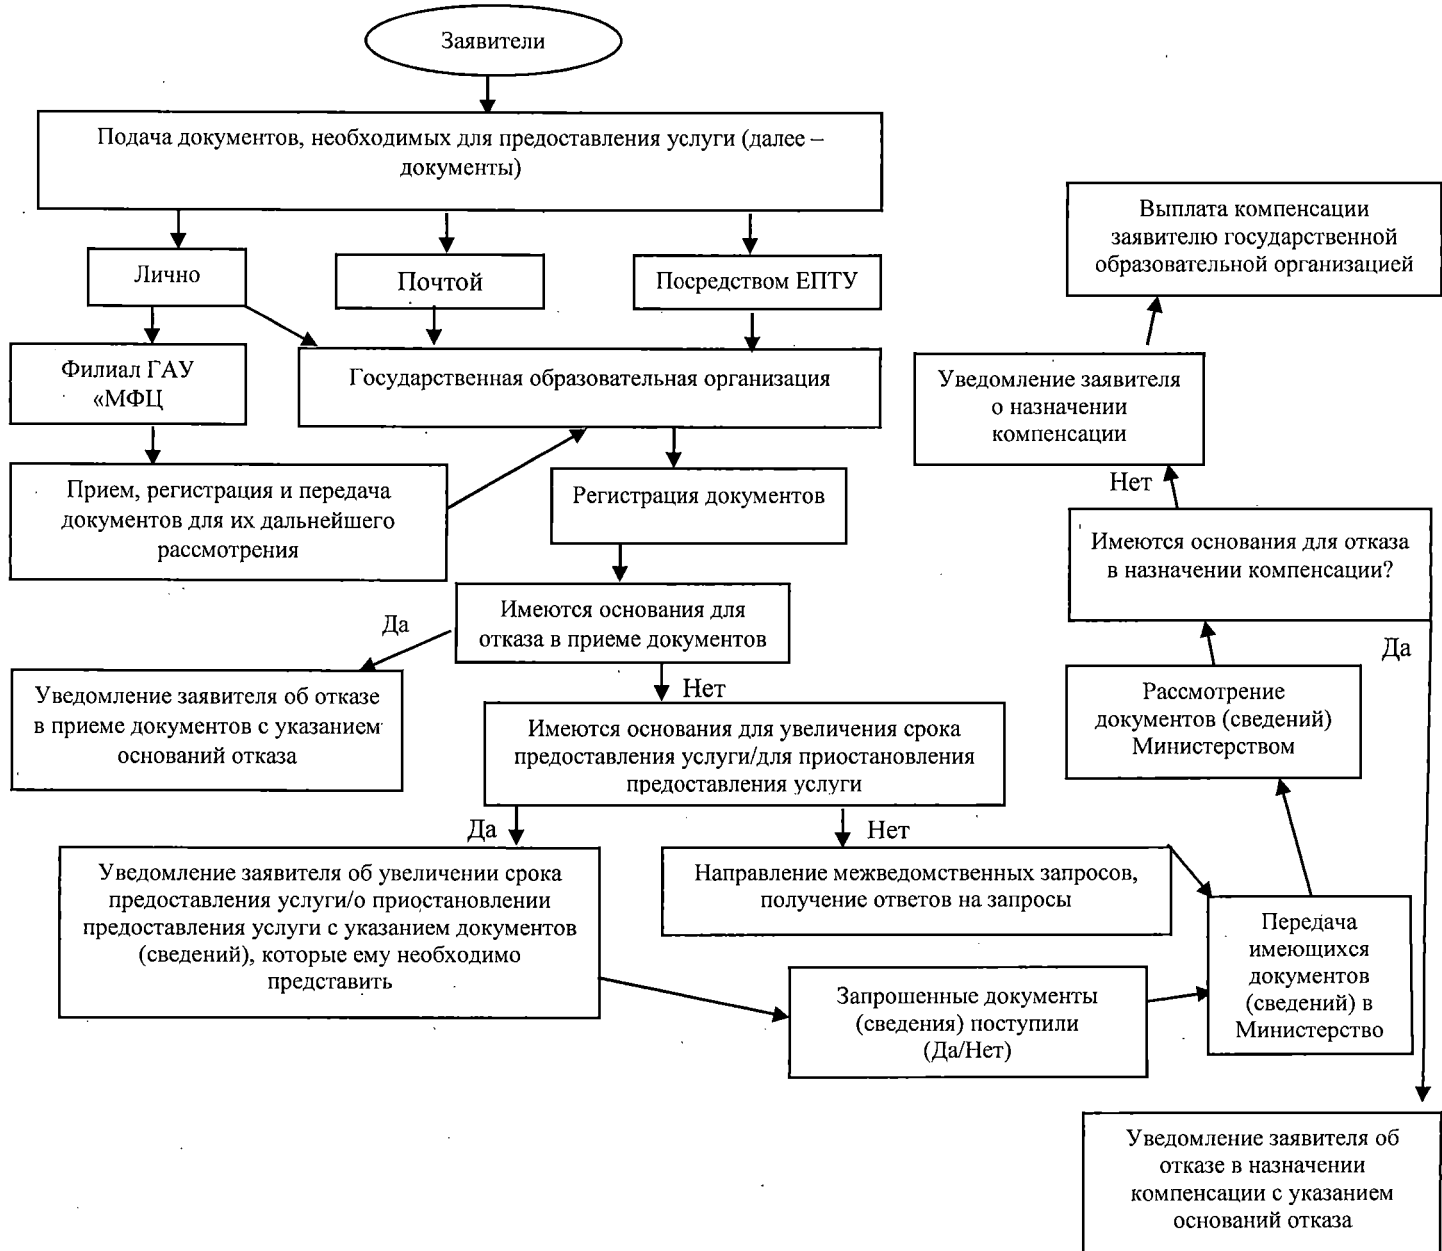 Заявители
Подача документов, необходимых для предоставления услуги (далее –
документы)
Лично
Почтой
Посредством ЕПТУ
Филиал ГАУ
«МФЦ
Государственная образовательная организация
Прием, регистрация и передача
документов для их дальнейшего
рассмотрения
Регистрация документов
Имеются основания для
отказа в приеме документов
Да
Уведомление заявителя об отказе
в приеме документов с указанием
оснований отказа
Нет
Имеются основания для увеличения срока
предоставления услуги/для приостановления
предоставления услуги
Да
Нет
Уведомление заявителя об увеличении срока
предоставления услуги/о приостановлении
предоставления услуги с указанием документов
(сведений), которые ему необходимо
представить
Направление межведомственных запросов,
получение ответов на запросы
Запрошенные документы
(сведения) поступили
(Да/Нет)
Передача
имеющихся
документов
(сведений) в
Министерство
Рассмотрение
документов (сведений)
Министерством
Имеются основания для отказа
в назначении компенсации?
Нет
Уведомление заявителя
о назначении
компенсации
Выплата компенсации
заявителю государственной
образовательной организацией
Да
Уведомление заявителя об
отказе в назначении
компенсации с указанием
оснований отказа